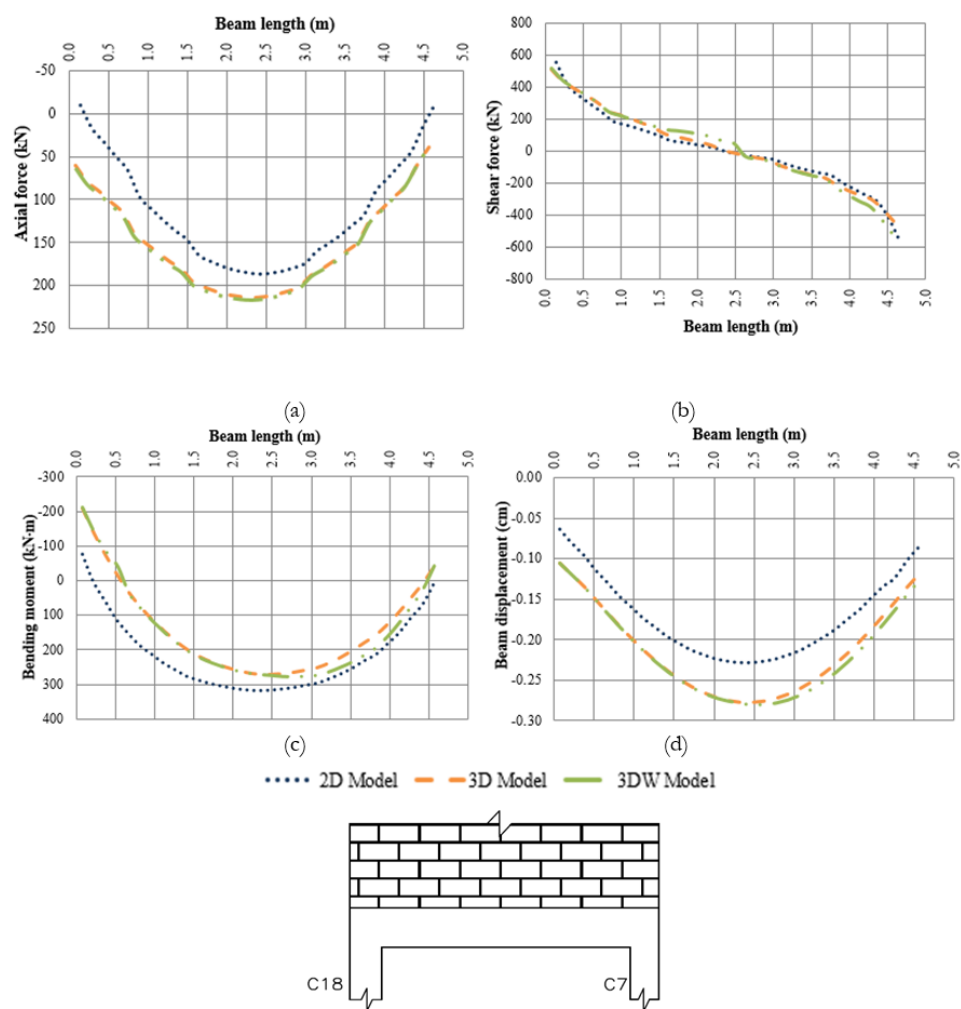 Beam length (m)
0.0 0.5 1.0 1.5 2.0 2.5 3.0 3.5 4.0 4.5 5.0
-50
0
50
100
150
200
250
Axial force (kN)
(a)
800
600
400
200
0
-200
-400
-600
-800
Shear force (kN)
0.0 0.5 1.0 1.5 2.0 2.5 3.0 3.5 4.0 4.5 5.0
Beam length (m)
(b)
Beam length (m)
0.0 0.5 1.0 1.5 2.0 2.5 3.0 3.5 4.0 4.5 5.0
-300
-200
-100
0
100
200
300
400
Bending moment (kN·m)
(c)
Beam length (m)
0.0 0.5 1.0 1.5 2.0 2.5 3.0 3.5 4.0 4.5 5.0
0.00
-0.05
-0.10
-0.15
-0.20
-0.25
-0.30
Beam displacement (cm)
(d)
2D Model 3D Model 3DW Model
C18 C7